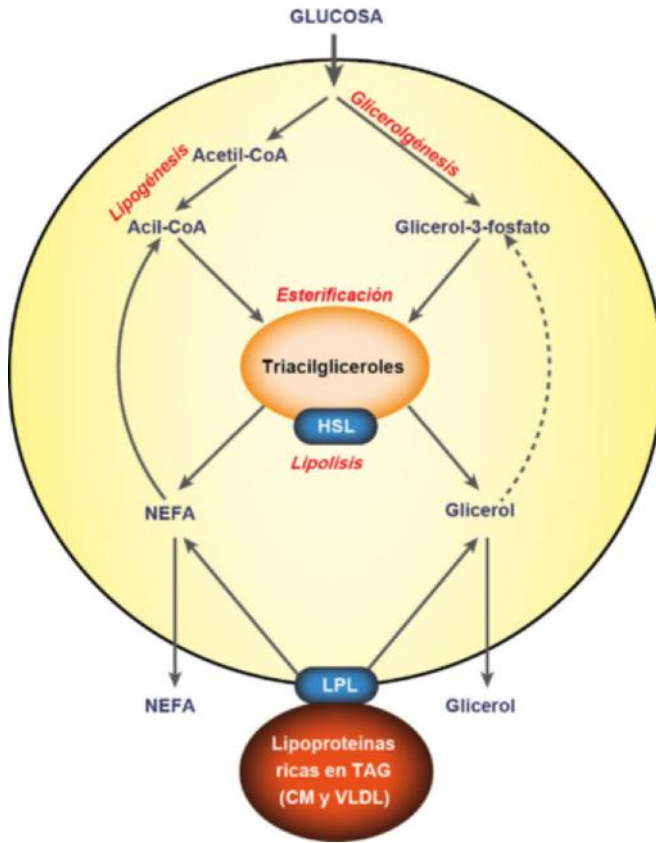 GLUCOSA
Glicerolgénesis
Lipogénesis
Acetil-CoA
Acil-CoA
Glicerol-3-fosfato
Esterificación
Triacilgliceroles
HSL
Lipolisis
NEFA
Glicerol
LPL
NEFA
Glicerol
Lipoproteínas
ricas en TAG
(CM y VLDL)